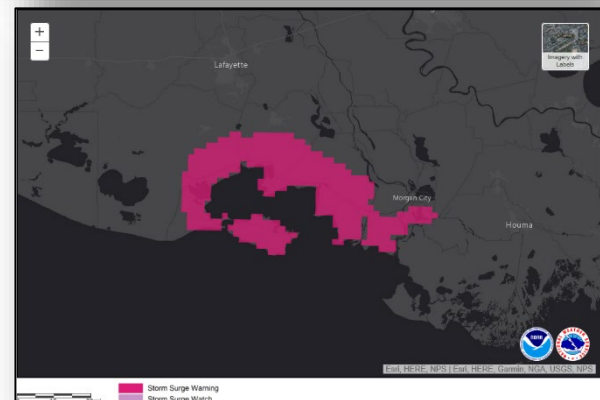 +
−
Imagery with
Labels
Lafayette
Morgan City
Houma
NOAA
Esri, HERE, NPS | Esri, HERE, Garmin, NGA, USGS, NPS
Storm Surge Warning
Storm Surge Watch